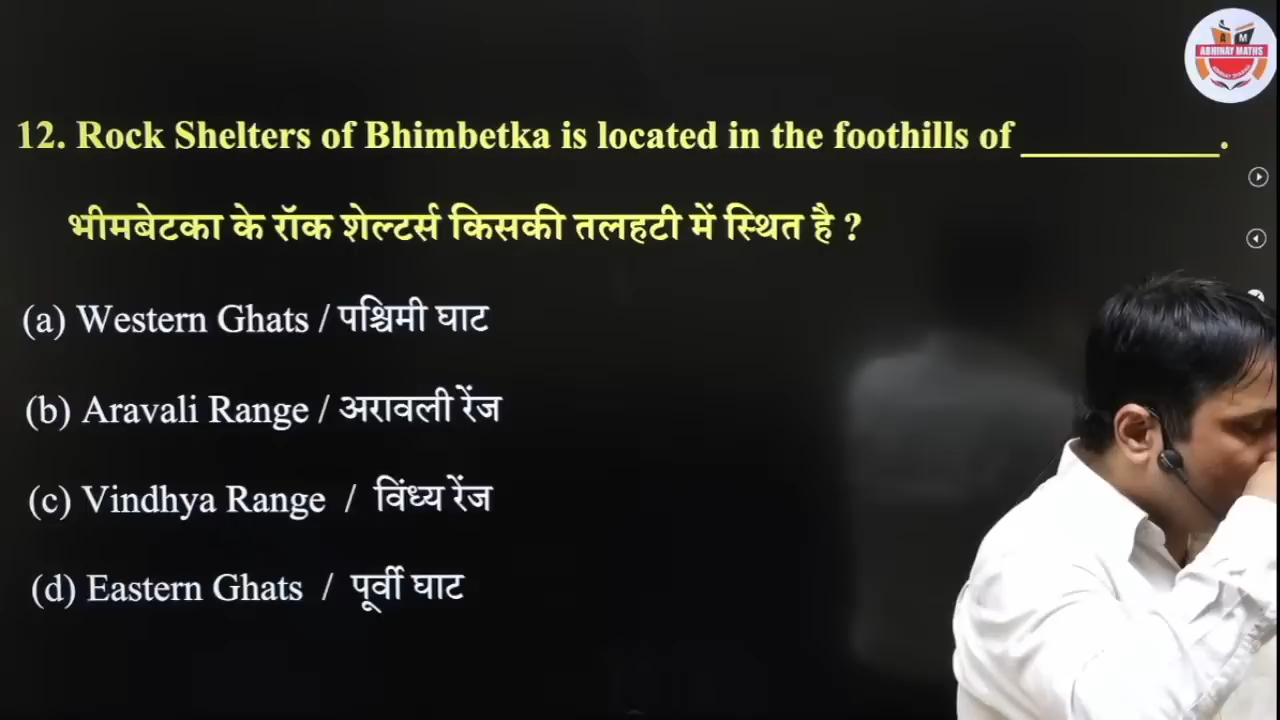 ABHINAY MATHS
12. Rock Shelters of Bhimbetka is located in the foothills of __________.
भीमबेटका के रॉक शेल्टर्स किसकी तलहटी में स्थित है ?
(a) Western Ghats / पश्चिमी घाट
(b) Aravali Range / अरावली रेंज
(c) Vindhya Range / विंध्य रेंज
(d) Eastern Ghats / पूर्वी घाट